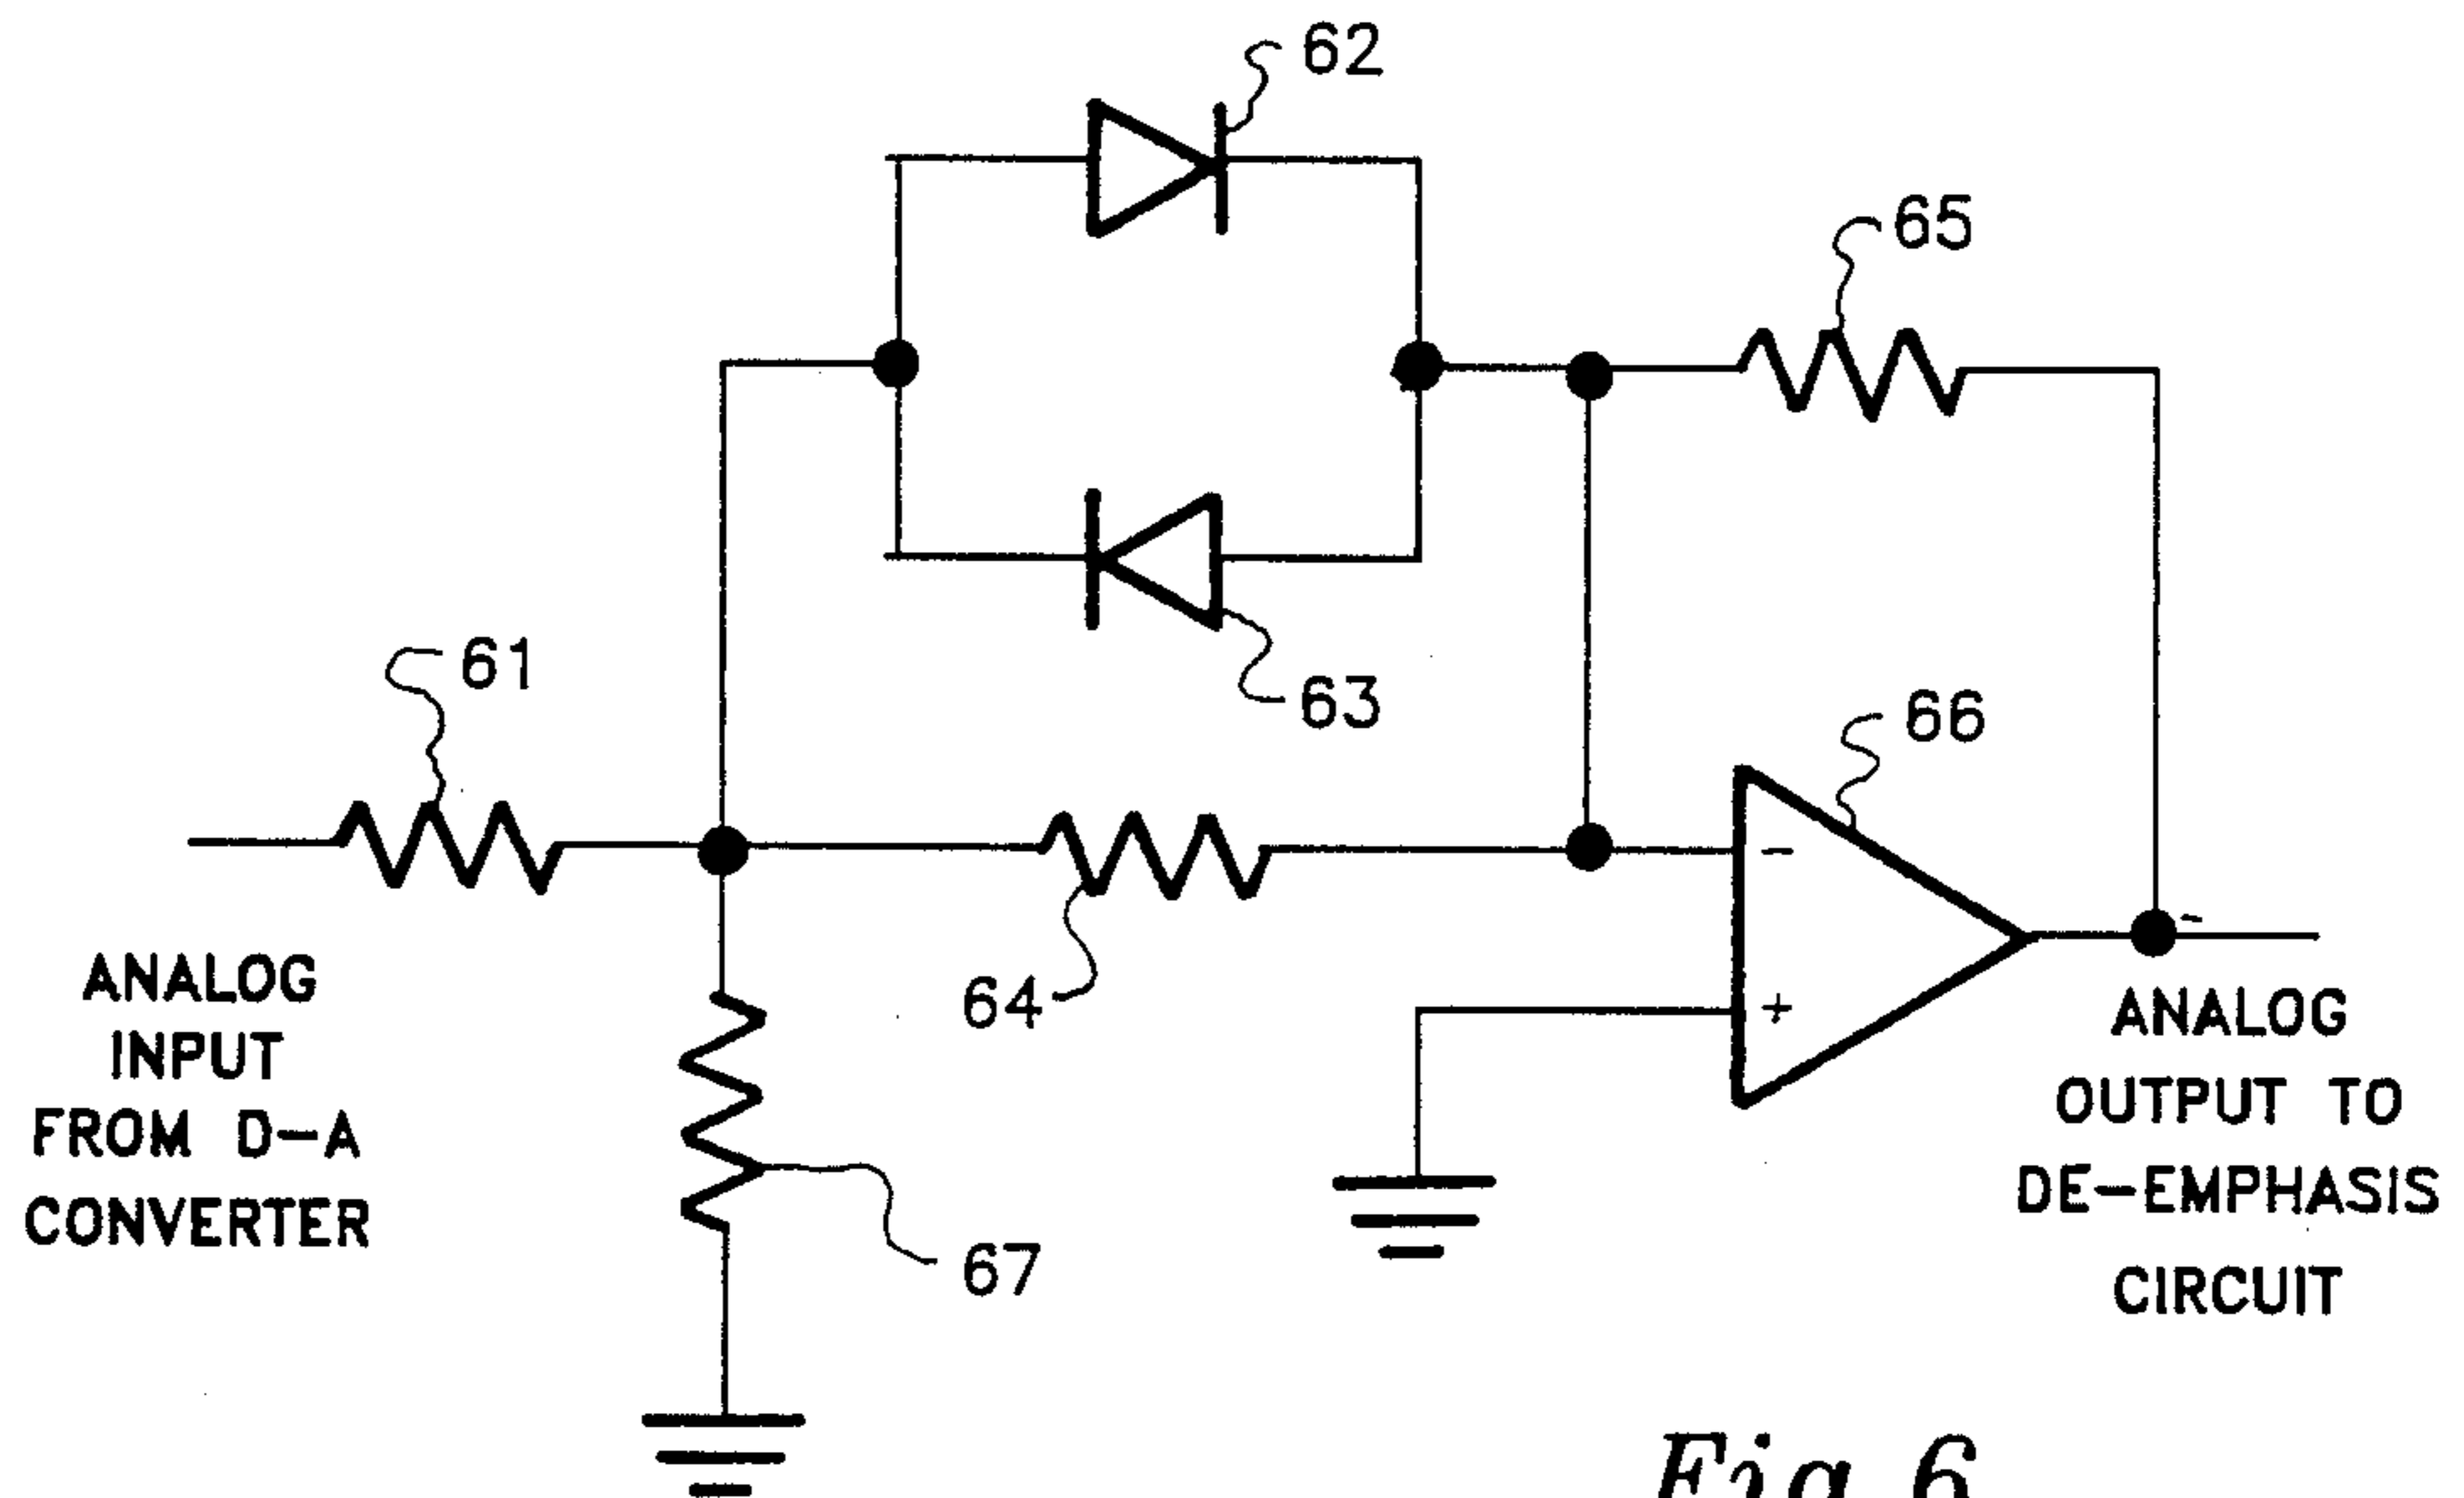 62
65
61
63
66
64
ANALOG
INPUT
FROM D-A
CONVERTER
67
-
+
ANALOG
OUTPUT TO
DE-EMPHASIS
CIRCUIT
Fig 6